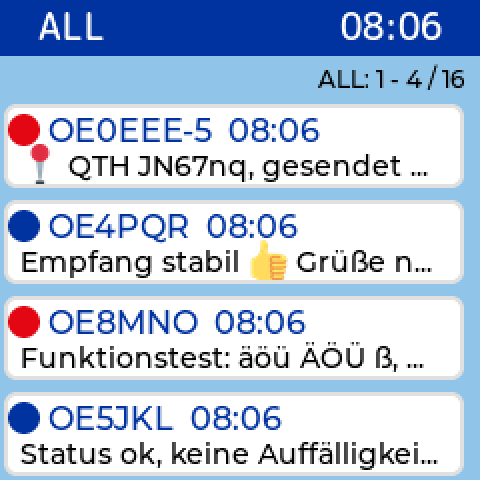 ALL 08:06
ALL: 1 - 4 / 16
OE0EEE-5 08:06
📍 QTH JN67nq, gesendet ...
OE4PQR 08:06
Empfang stabil 👍 Grüße n...
OE8MNO 08:06
Funktionstest: äöü ÄÖÜ ß, ...
OE5JKL 08:06
Status ok, keine Auffälligkei...